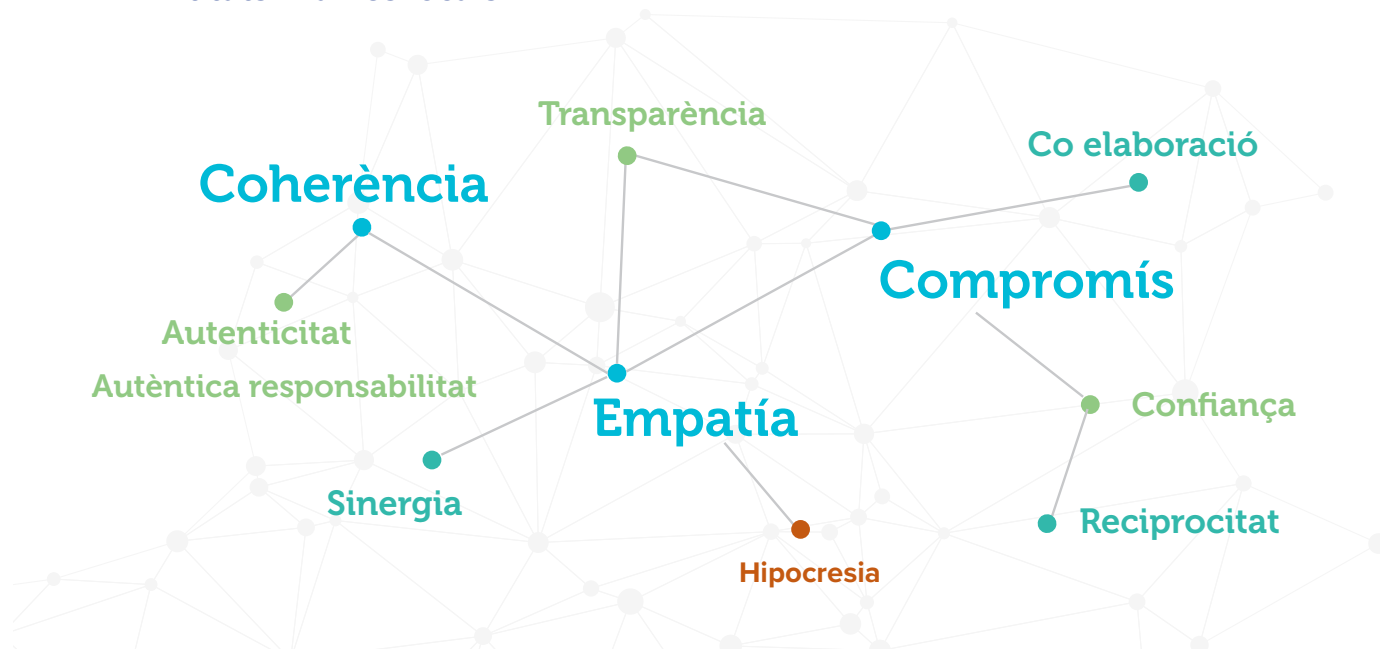 Transparència
Co elaboració
Coherència
Compromís
Autenticitat
Autèntica responsabilitat
Confiança
Empatía
Sinergia
Reciprocitat
Hipocresia